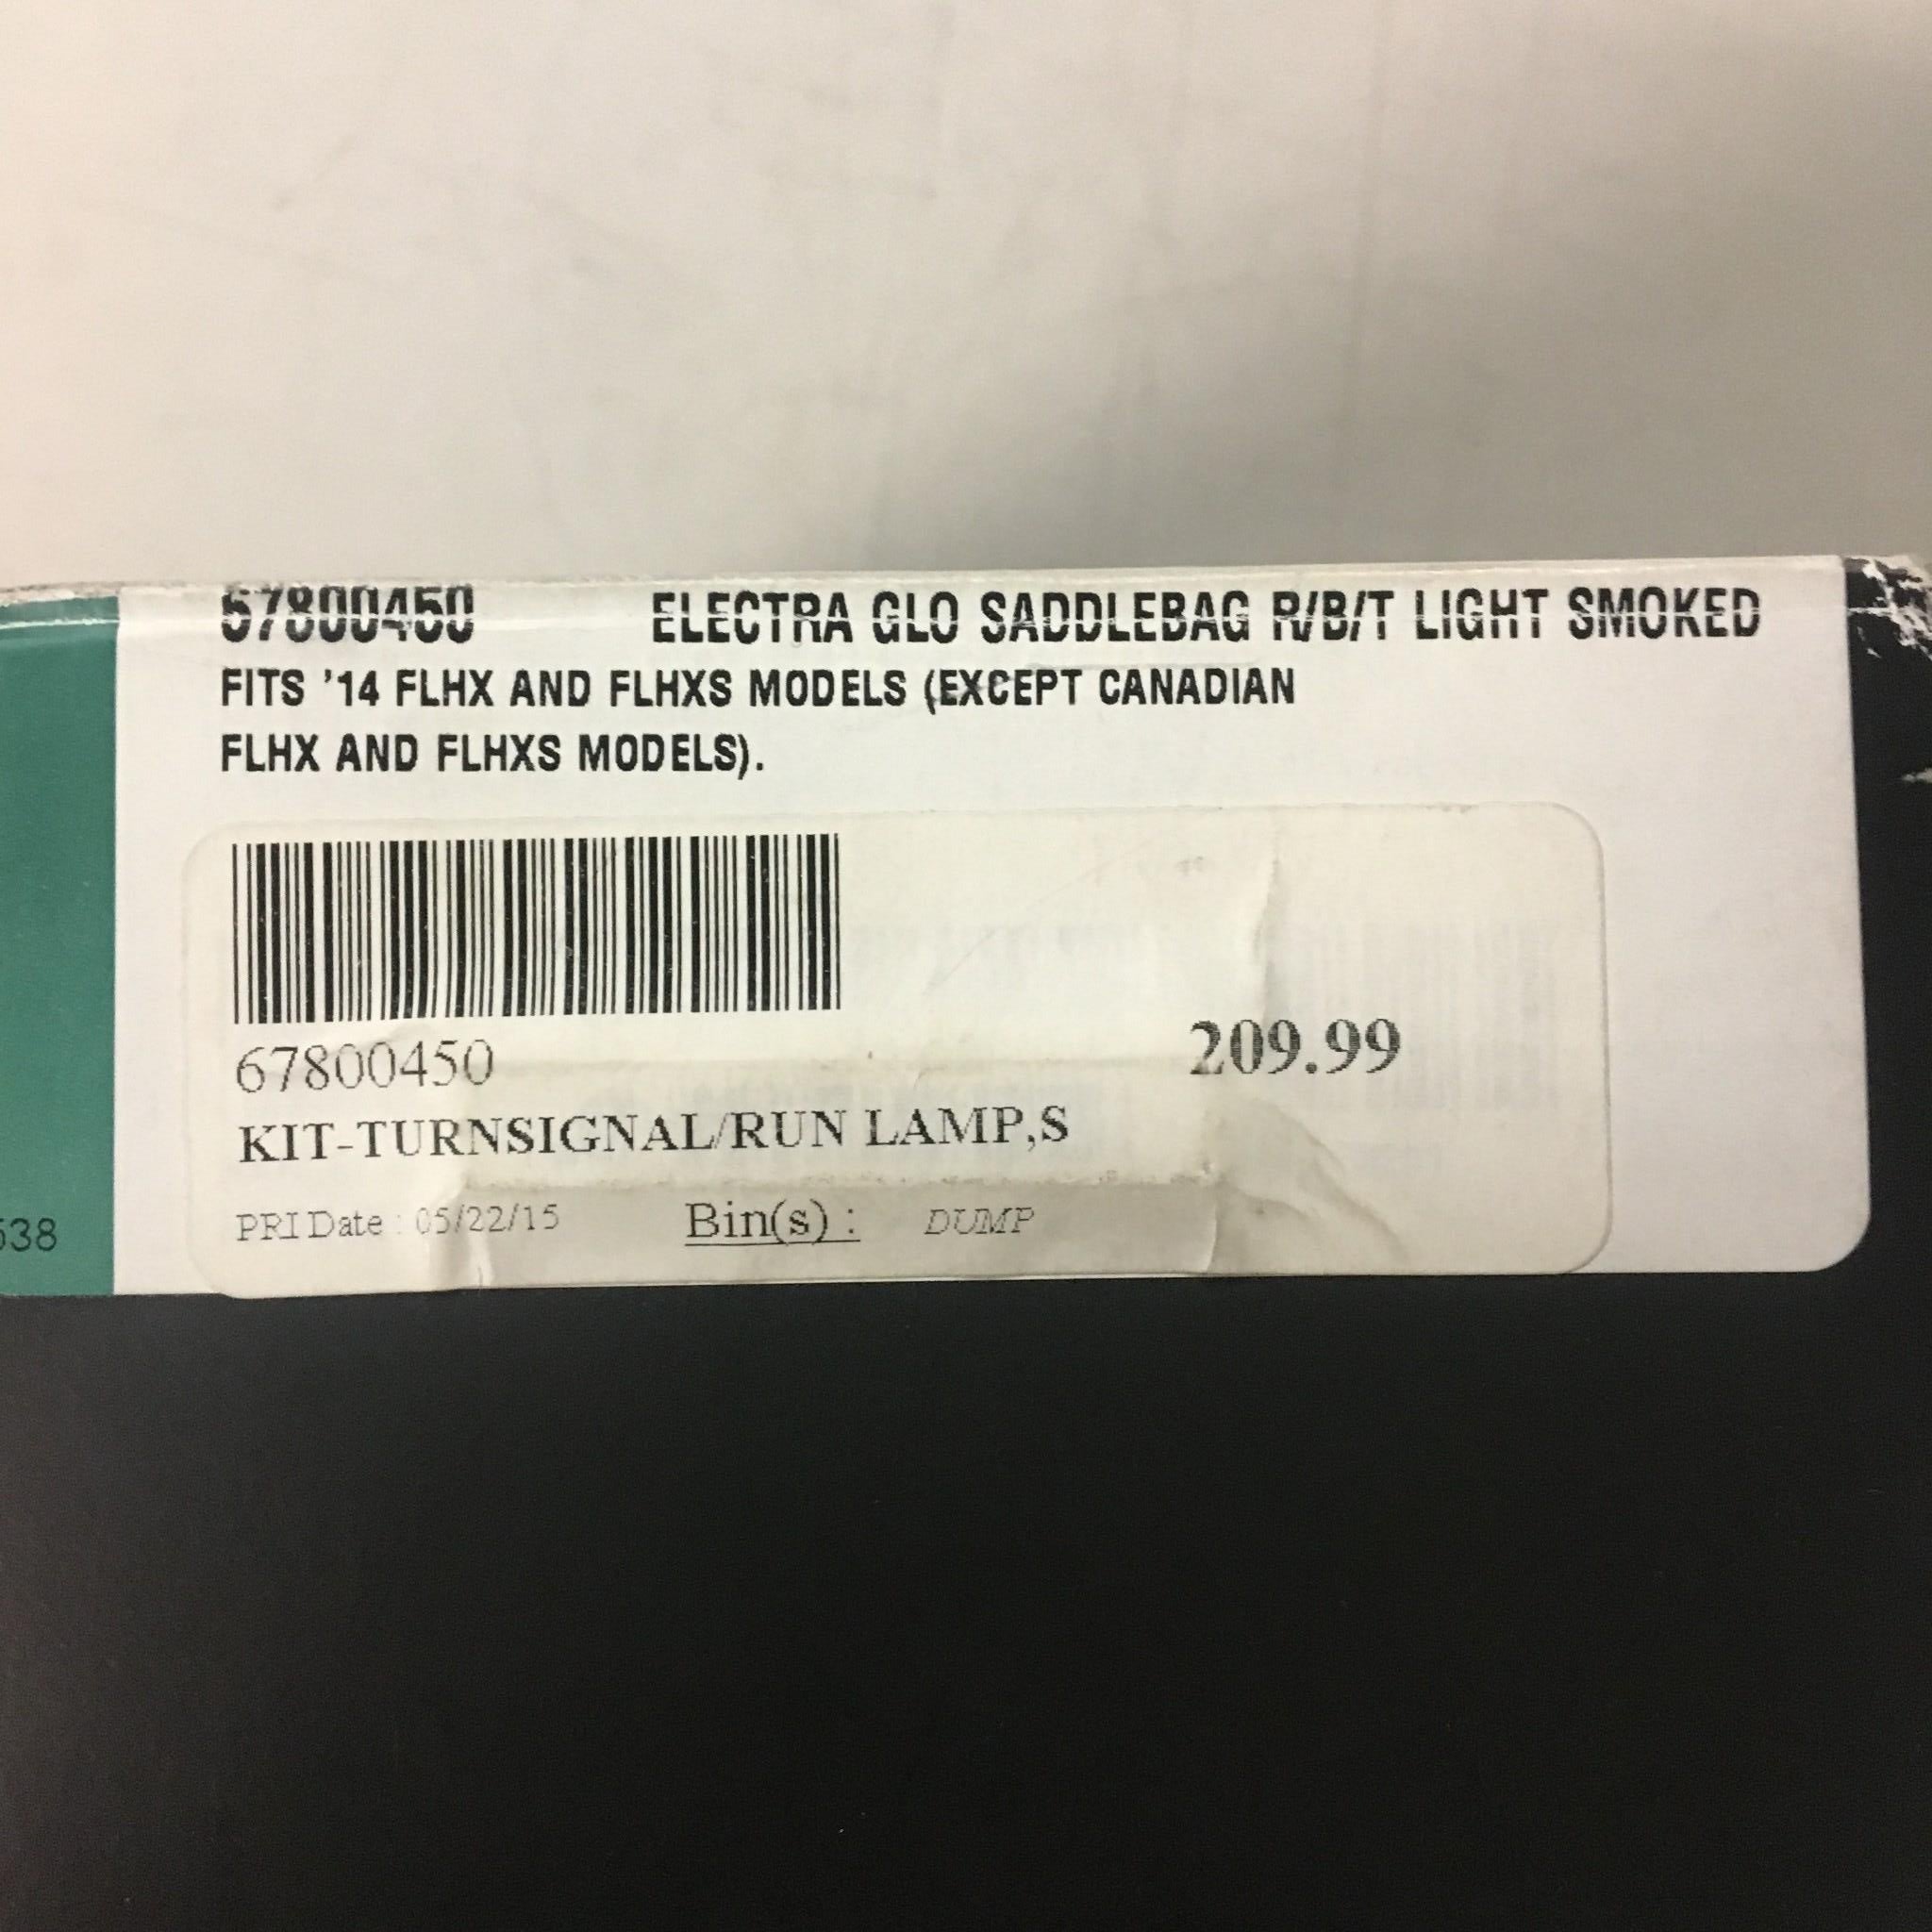 67800450 ELECTRA GLO SADDLEBAG R/B/T LIGHT SMOKED
FITS '14 FLHX AND FLHXS MODELS (EXCEPT CANADIAN
FLHX AND FLHXS MODELS).
67800450
209.99
KIT-TURNSIGNAL/RUN LAMP,S
PRI Date : 05/22/15 Bin(s) : DUMP
538